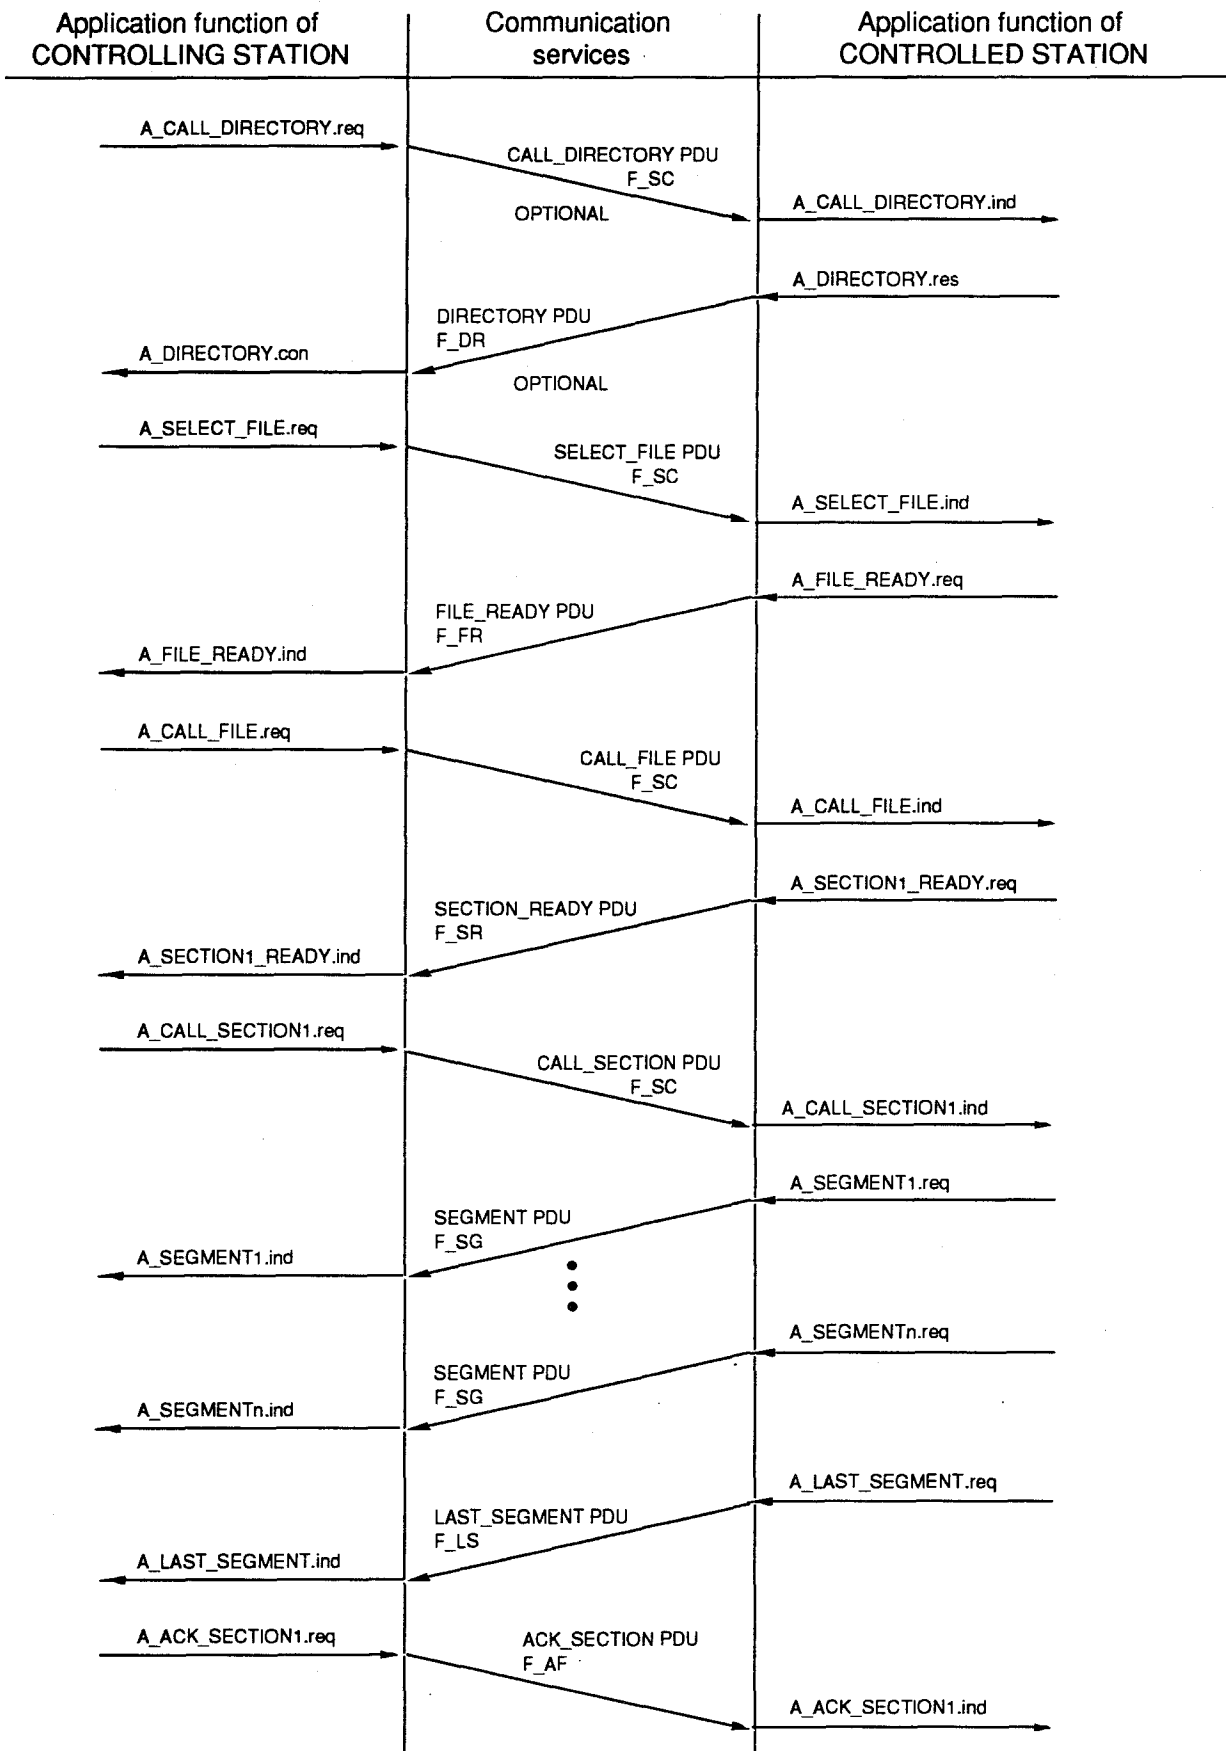 Application function of
CONTROLLING STATION
Communication
services
Application function of
CONTROLLED STATION
A_CALL_DIRECTORY.req
CALL_DIRECTORY PDU
F_SC
OPTIONAL
A_CALL_DIRECTORY.ind
A_DIRECTORY.res
DIRECTORY PDU
F_DR
A_DIRECTORY.con
OPTIONAL
A_SELECT_FILE.req
SELECT_FILE PDU
F_SC
A_SELECT_FILE.ind
A_FILE_READY.req
FILE_READY PDU
F_FR
A_FILE_READY.ind
A_CALL_FILE.req
CALL_FILE PDU
F_SC
A_CALL_FILE.ind
A_SECTION1_READY.req
SECTION_READY PDU
F_SR
A_SECTION1_READY.ind
A_CALL_SECTION1.req
CALL_SECTION PDU
F_SC
A_CALL_SECTION1.ind
A_SEGMENT1.req
SEGMENT PDU
F_SG
A_SEGMENT1.ind
A_SEGMENTn.req
SEGMENT PDU
F_SG
A_SEGMENTn.ind
A_LAST_SEGMENT.req
LAST_SEGMENT PDU
F_LS
A_LAST_SEGMENT.ind
A_ACK_SECTION1.req
ACK_SECTION PDU
F_AF
A_ACK_SECTION1.ind